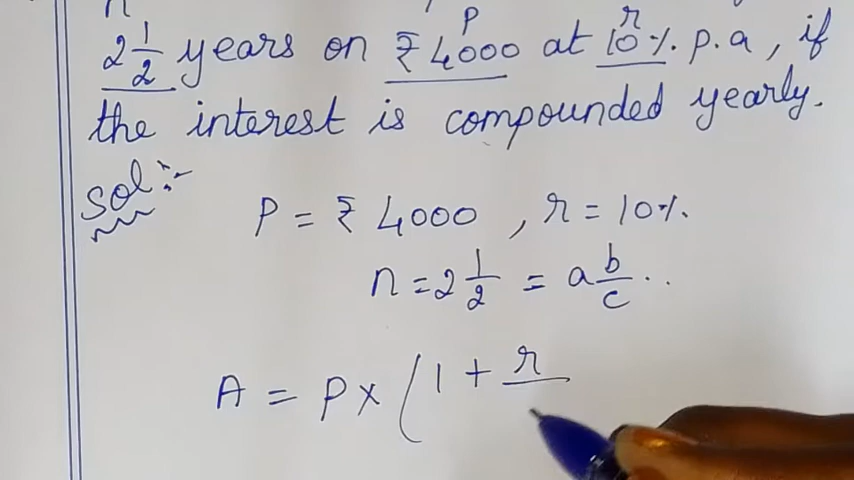 n
P r
2 1/2 years on ₹ 4000 at 10 %. p.a, if
the interest is compounded yearly.
Sol:-
P = ₹ 4000 , r = 10%.
n = 2 1/2 = a b/c ..
A = P × ( 1 + r